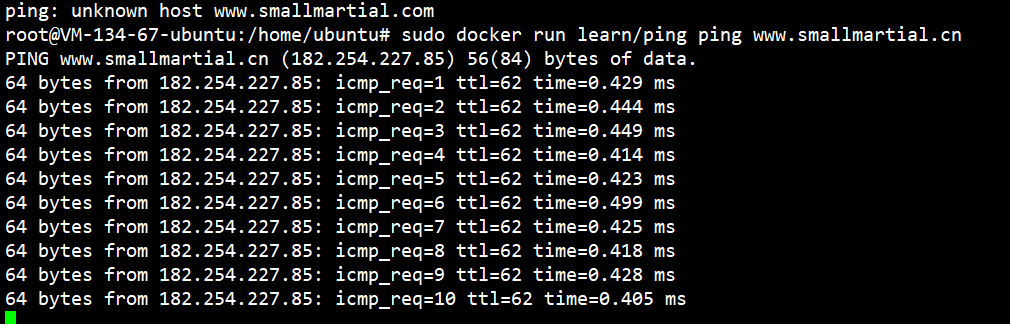 ping: unknown host www.smallmartial.com
root@VM-134-67-ubuntu:/home/ubuntu# sudo docker run learn/ping ping www.smallmartial.cn
PING www.smallmartial.cn (182.254.227.85) 56(84) bytes of data.
64 bytes from 182.254.227.85: icmp_req=1 ttl=62 time=0.429 ms
64 bytes from 182.254.227.85: icmp_req=2 ttl=62 time=0.444 ms
64 bytes from 182.254.227.85: icmp_req=3 ttl=62 time=0.449 ms
64 bytes from 182.254.227.85: icmp_req=4 ttl=62 time=0.414 ms
64 bytes from 182.254.227.85: icmp_req=5 ttl=62 time=0.423 ms
64 bytes from 182.254.227.85: icmp_req=6 ttl=62 time=0.499 ms
64 bytes from 182.254.227.85: icmp_req=7 ttl=62 time=0.425 ms
64 bytes from 182.254.227.85: icmp_req=8 ttl=62 time=0.418 ms
64 bytes from 182.254.227.85: icmp_req=9 ttl=62 time=0.428 ms
64 bytes from 182.254.227.85: icmp_req=10 ttl=62 time=0.405 ms